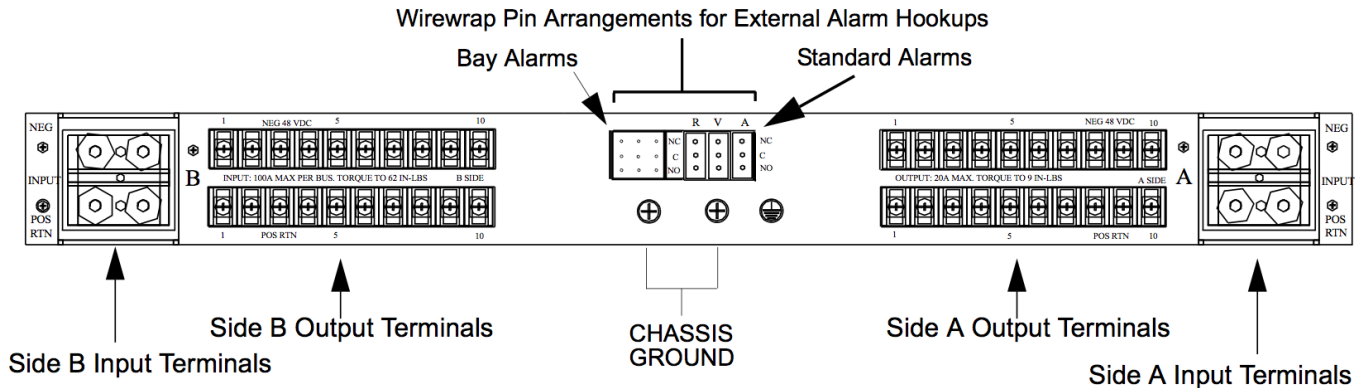 Wirewrap Pin Arrangements for External Alarm Hookups
Bay Alarms
Standard Alarms
NEG
INPUT
POS
RTN
B
1 NEG 48 VDC 5 10
INPUT: 100A MAX PER BUS. TORQUE TO 62 IN-LBS B SIDE
1 POS RTN 5 10
R V A
NC NC
C C
NO NO
1 5 NEG 48 VDC 10
OUTPUT: 20A MAX. TORQUE TO 9 IN-LBS A SIDE
1 5 POS RTN 10
A
NEG
INPUT
POS
RTN
Side B Output Terminals
CHASSIS
GROUND
Side A Output Terminals
Side B Input Terminals
Side A Input Terminals